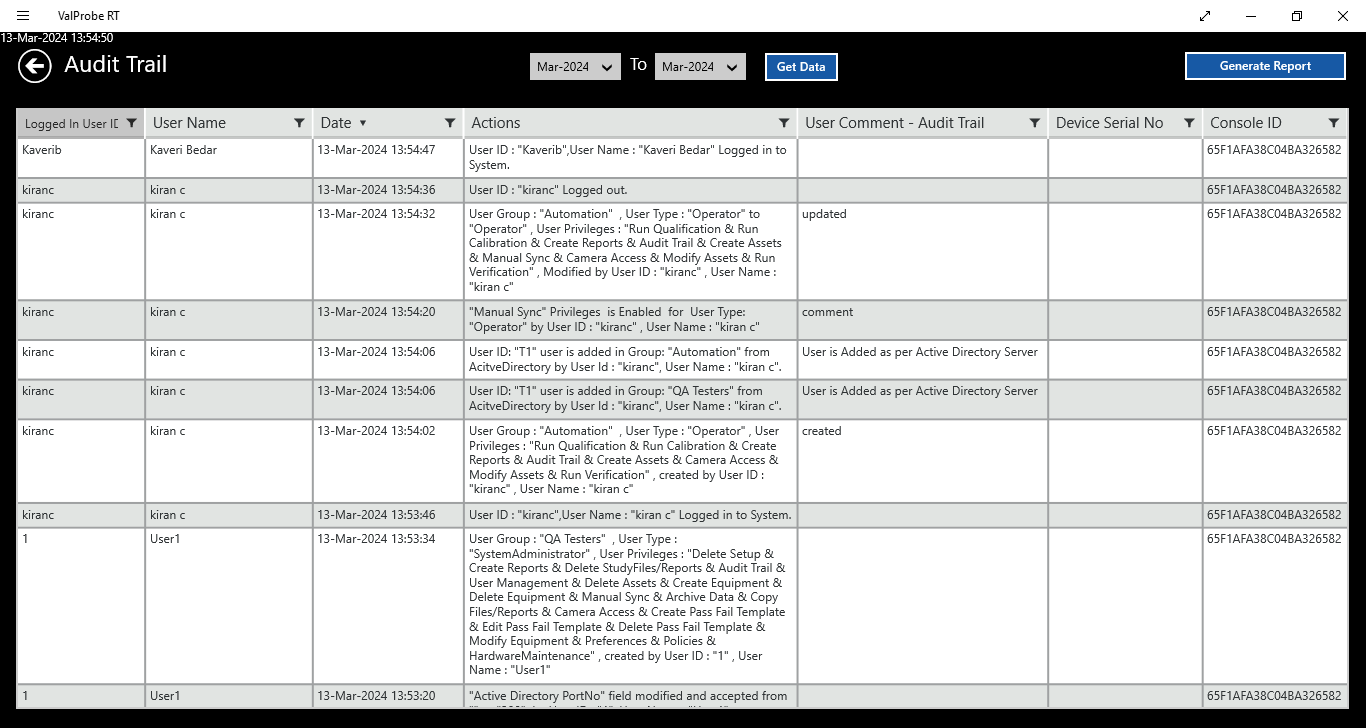 ValProbe RT
13-Mar-2024 13:54:50
Audit Trail
Mar-2024
To
Mar-2024
Get Data
Generate Report
Logged In User ID User Name Date Actions User Comment - Audit Trail Device Serial No Console ID
Kaverib Kaveri Bedar 13-Mar-2024 13:54:47 User ID : "Kaverib",User Name : "Kaveri Bedar" Logged in to 65F1AFA38C04BA326582
System.
kiranc kiran c 13-Mar-2024 13:54:36 User ID : "kiranc" Logged out. 65F1AFA38C04BA326582
kiranc kiran c 13-Mar-2024 13:54:32 User Group : "Automation" , User Type : "Operator" to updated 65F1AFA38C04BA326582
"Operator" , User Privileges : "Run Qualification & Run
Calibration & Create Reports & Audit Trail & Create Assets
& Manual Sync & Camera Access & Modify Assets & Run
Verification" , Modified by User ID : "kiranc" , User Name :
"kiran c"
kiranc kiran c 13-Mar-2024 13:54:20 "Manual Sync" Privileges is Enabled for User Type: comment 65F1AFA38C04BA326582
"Operator" by User ID : "kiranc" , User Name : "kiran c"
kiranc kiran c 13-Mar-2024 13:54:06 User ID: "T1" user is added in Group: "Automation" from User is Added as per Active Directory Server 65F1AFA38C04BA326582
AcitveDirectory by User Id : "kiranc", User Name : "kiran c".
kiranc kiran c 13-Mar-2024 13:54:06 User ID: "T1" user is added in Group: "QA Testers" from User is Added as per Active Directory Server 65F1AFA38C04BA326582
AcitveDirectory by User Id : "kiranc", User Name : "kiran c".
kiranc kiran c 13-Mar-2024 13:54:02 User Group : "Automation" , User Type : "Operator" , User created 65F1AFA38C04BA326582
Privileges : "Run Qualification & Run Calibration & Create
Reports & Audit Trail & Create Assets & Camera Access &
Modify Assets & Run Verification" , created by User ID :
"kiranc" , User Name : "kiran c"
kiranc kiran c 13-Mar-2024 13:53:46 User ID : "kiranc",User Name : "kiran c" Logged in to System. 65F1AFA38C04BA326582
1 User1 13-Mar-2024 13:53:34 User Group : "QA Testers" , User Type : 65F1AFA38C04BA326582
"SystemAdministrator" , User Privileges : "Delete Setup &
Create Reports & Delete StudyFiles/Reports & Audit Trail &
User Management & Delete Assets & Create Equipment &
Delete Equipment & Manual Sync & Archive Data & Copy
Files/Reports & Camera Access & Create Pass Fail Template
& Edit Pass Fail Template & Delete Pass Fail Template &
Modify Equipment & Preferences & Policies &
HardwareMaintenance" , created by User ID : "1" , User
Name : "User1"
1 User1 13-Mar-2024 13:53:20 "Active Directory PortNo" field modified and accepted from 65F1AFA38C04BA326582